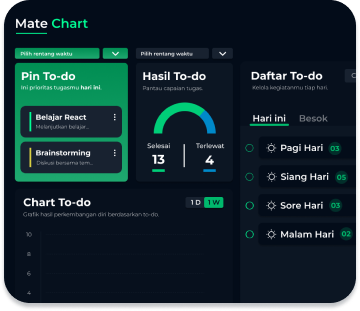 Mate Chart
Pilih rentang waktu
Pilih rentang waktu
Pin To-do
Ini prioritas tugasmu hari ini.
Belajar React
Melanjutkan belajar..
Brainstorming
Diskusi bersama tem..
Hasil To-do
Pantau capaian tugas.
Selesai
13
Terlewat
4
Daftar To-do
Kelola kegiatanmu tiap hari.
Hari ini
Besok
Pagi Hari 03
Siang Hari 05
Sore Hari 03
Malam Hari 02
Chart To-do
1 D
1 W
Grafik hasil perkembangan diri berdasarkan to-do.
10
8
6
4